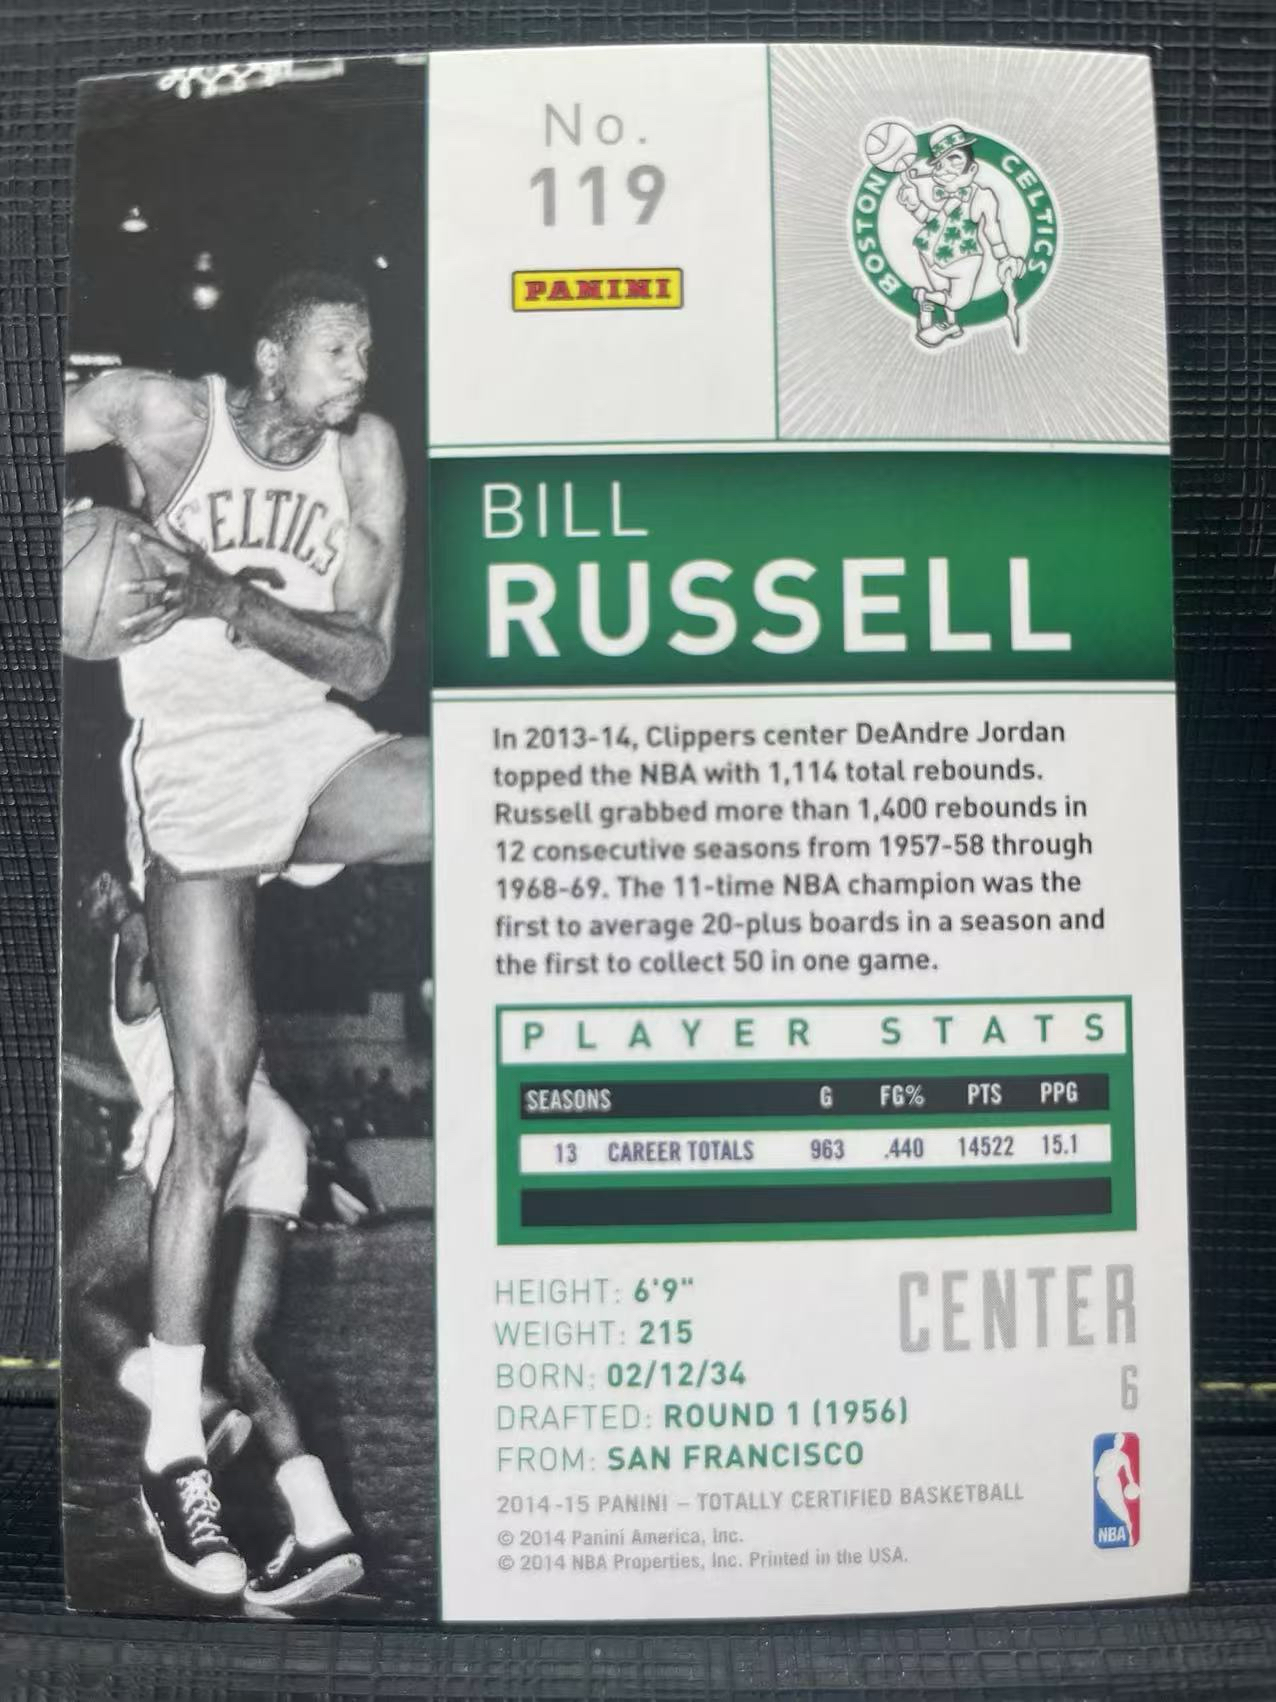 No.
119
PANINI
BOSTON CELTICS
CELTICS
BILL
RUSSELL
In 2013-14, Clippers center DeAndre Jordan
topped the NBA with 1,114 total rebounds.
Russell grabbed more than 1,400 rebounds in
12 consecutive seasons from 1957-58 through
1968-69. The 11-time NBA champion was the
first to average 20-plus boards in a season and
the first to collect 50 in one game.
PLAYER STATS
SEASONS G FG% PTS PPG
13 CAREER TOTALS 963 .440 14522 15.1
HEIGHT: 6'9"
WEIGHT: 215
BORN: 02/12/34
DRAFTED: ROUND 1 (1956)
FROM: SAN FRANCISCO
CENTER
6
2014-15 PANINI – TOTALLY CERTIFIED BASKETBALL
© 2014 Panini America, Inc.
© 2014 NBA Properties, Inc. Printed in the USA.
NBA